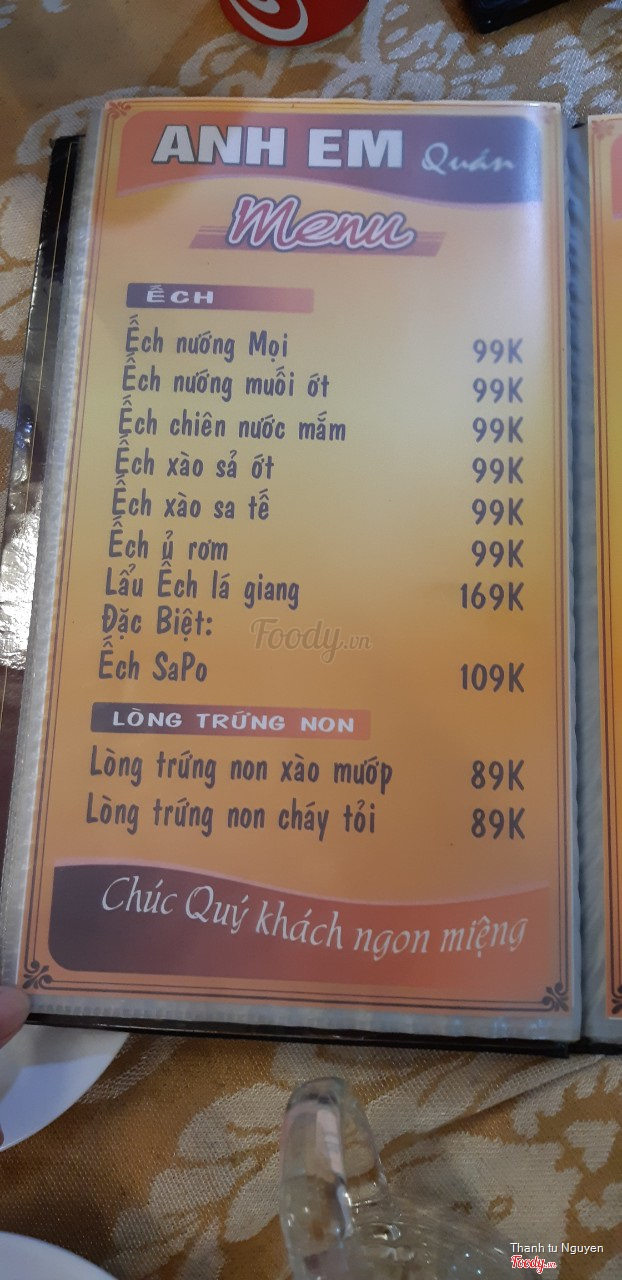 ANH EM Quán
Menu
ẾCH
Ếch nướng Mọi 99K
Ếch nướng muối ớt 99K
Ếch chiên nước mắm 99K
Ếch xào sả ớt 99K
Ếch xào sa tế 99K
Ếch ủ rơm 99K
Lẩu Ếch lá giang 169K
Đặc Biệt:
Ếch SaPo 109K
Foody.vn
LÒNG TRỨNG NON
Lòng trứng non xào mướp 89K
Lòng trứng non cháy tỏi 89K
Chúc Quý khách ngon miệng
Thanh tu Nguyen
Foody.vn